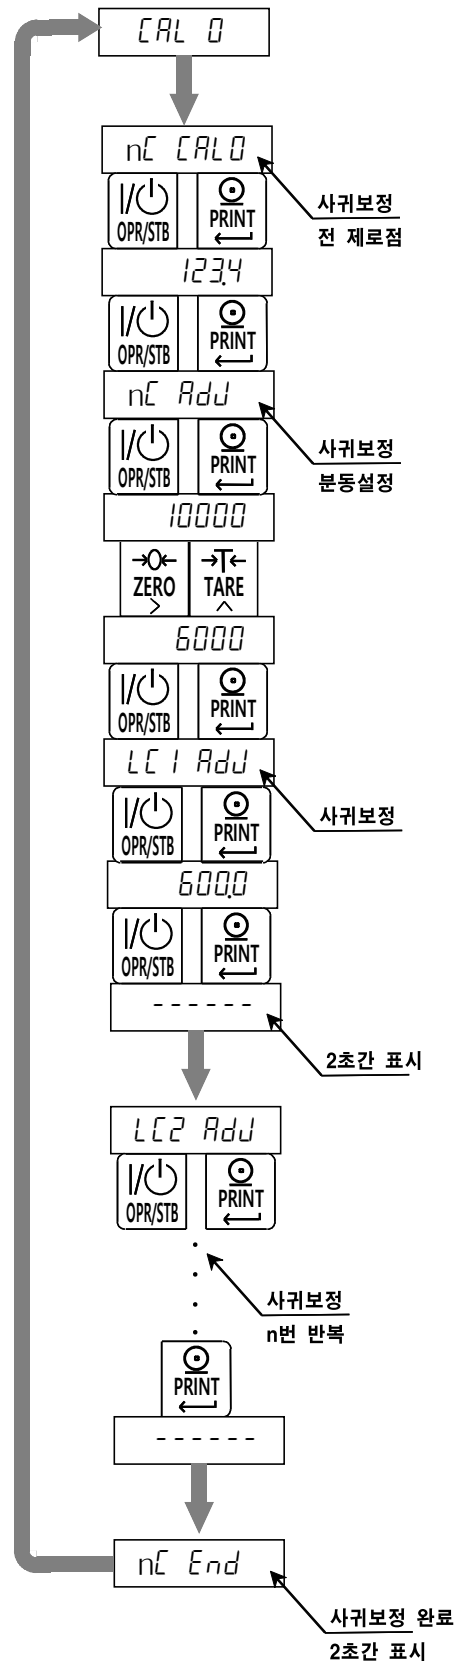 CAL 0
nC CAL0
사귀보정
전 제로점
I/ OPR/STB PRINT
123.4
I/ OPR/STB PRINT
nC AdJ
사귀보정
분동설정
I/ OPR/STB PRINT
10000
→0← ZERO > →T← TARE ^
6000
I/ OPR/STB PRINT
LC1 AdJ
사귀보정
I/ OPR/STB PRINT
600.0
I/ OPR/STB PRINT
------
2초간 표시
LC2 AdJ
I/ OPR/STB PRINT
사귀보정
n번 반복
PRINT
------
nC End
사귀보정 완료
2초간 표시